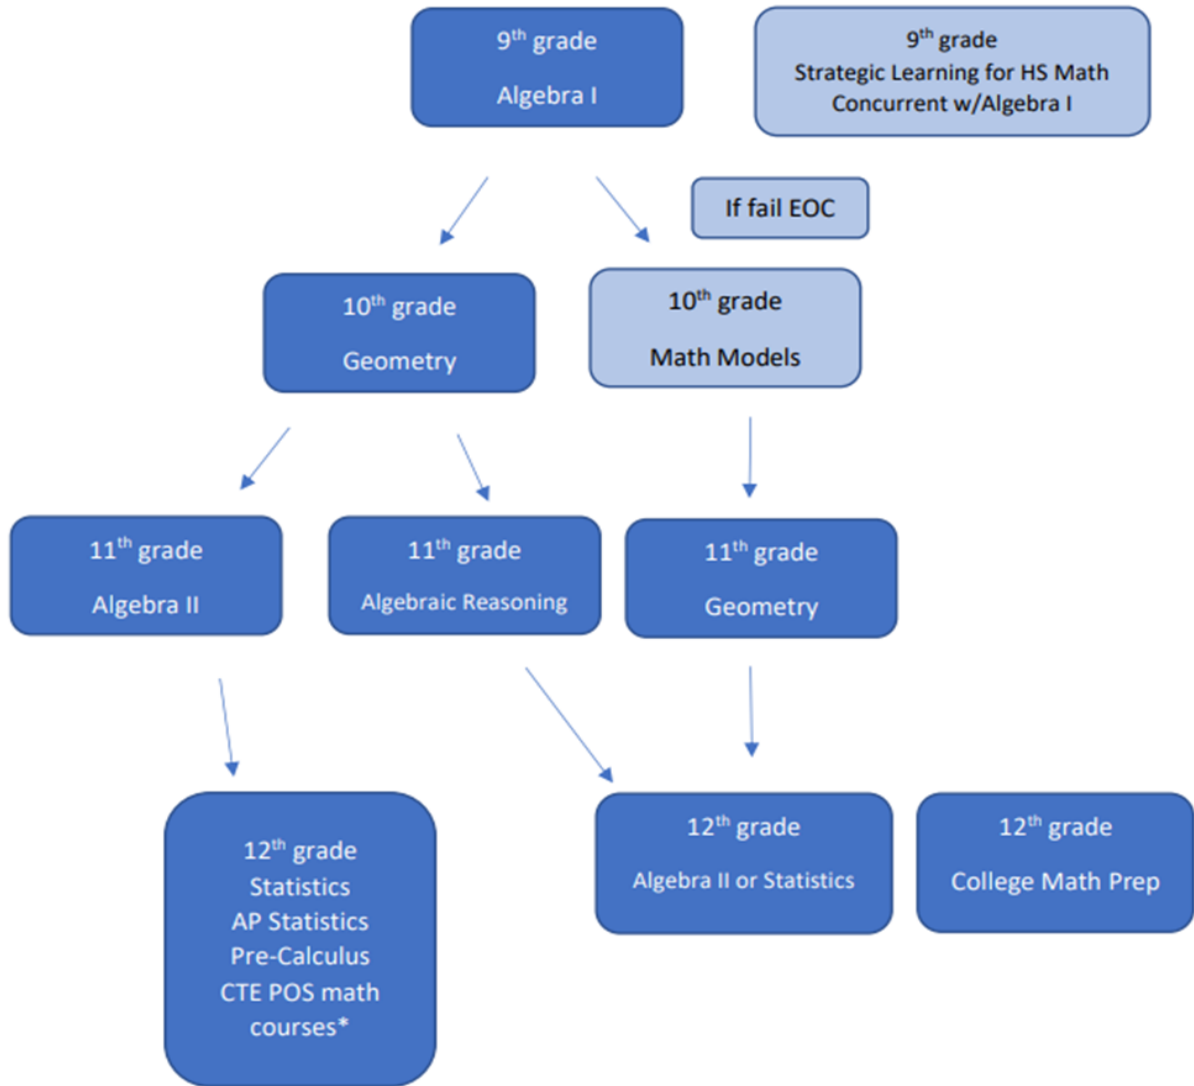 9th grade
Algebra I
9th grade
Strategic Learning for HS Math
Concurrent w/Algebra I
If fail EOC
10th grade
Geometry
10th grade
Math Models
11th grade
Algebra II
11th grade
Algebraic Reasoning
11th grade
Geometry
12th grade
Statistics
AP Statistics
Pre-Calculus
CTE POS math
courses*
12th grade
Algebra II or Statistics
12th grade
College Math Prep